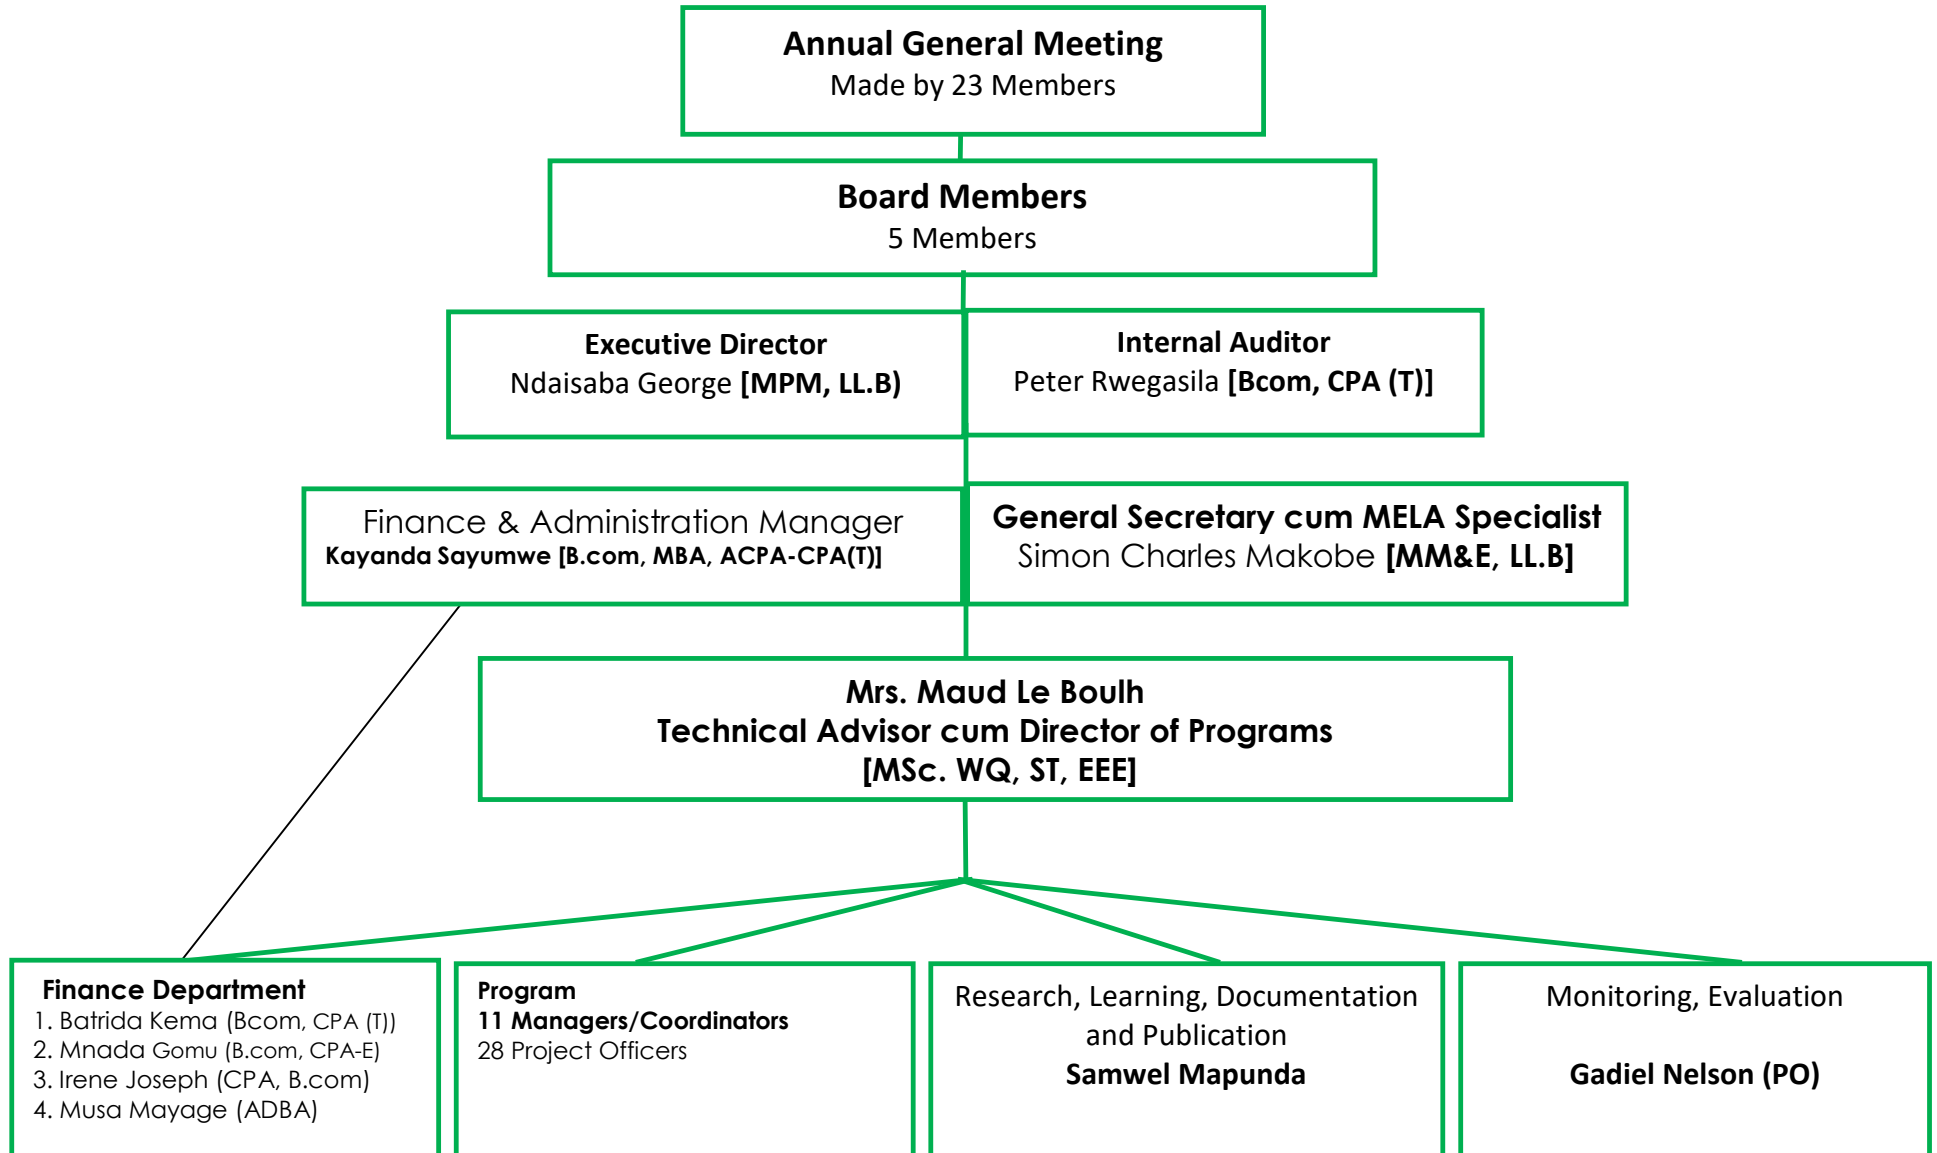 Annual General Meeting
Made by 23 Members
Board Members
5 Members
Executive Director
Ndaisaba George [MPM, LL.B)
Internal Auditor
Peter Rwegasila [Bcom, CPA (T)]
Finance & Administration Manager
Kayanda Sayumwe [B.com, MBA, ACPA-CPA(T)]
General Secretary cum MELA Specialist
Simon Charles Makobe [MM&E, LL.B]
Mrs. Maud Le Boulh
Technical Advisor cum Director of Programs
[MSc. WQ, ST, EEE]
Finance Department
1. Batrida Kema (Bcom, CPA (T))
2. Mnada Gomu (B.com, CPA-E)
3. Irene Joseph (CPA, B.com)
4. Musa Mayage (ADBA)
Program
11 Managers/Coordinators
28 Project Officers
Research, Learning, Documentation
and Publication
Samwel Mapunda
Monitoring, Evaluation
Gadiel Nelson (PO)